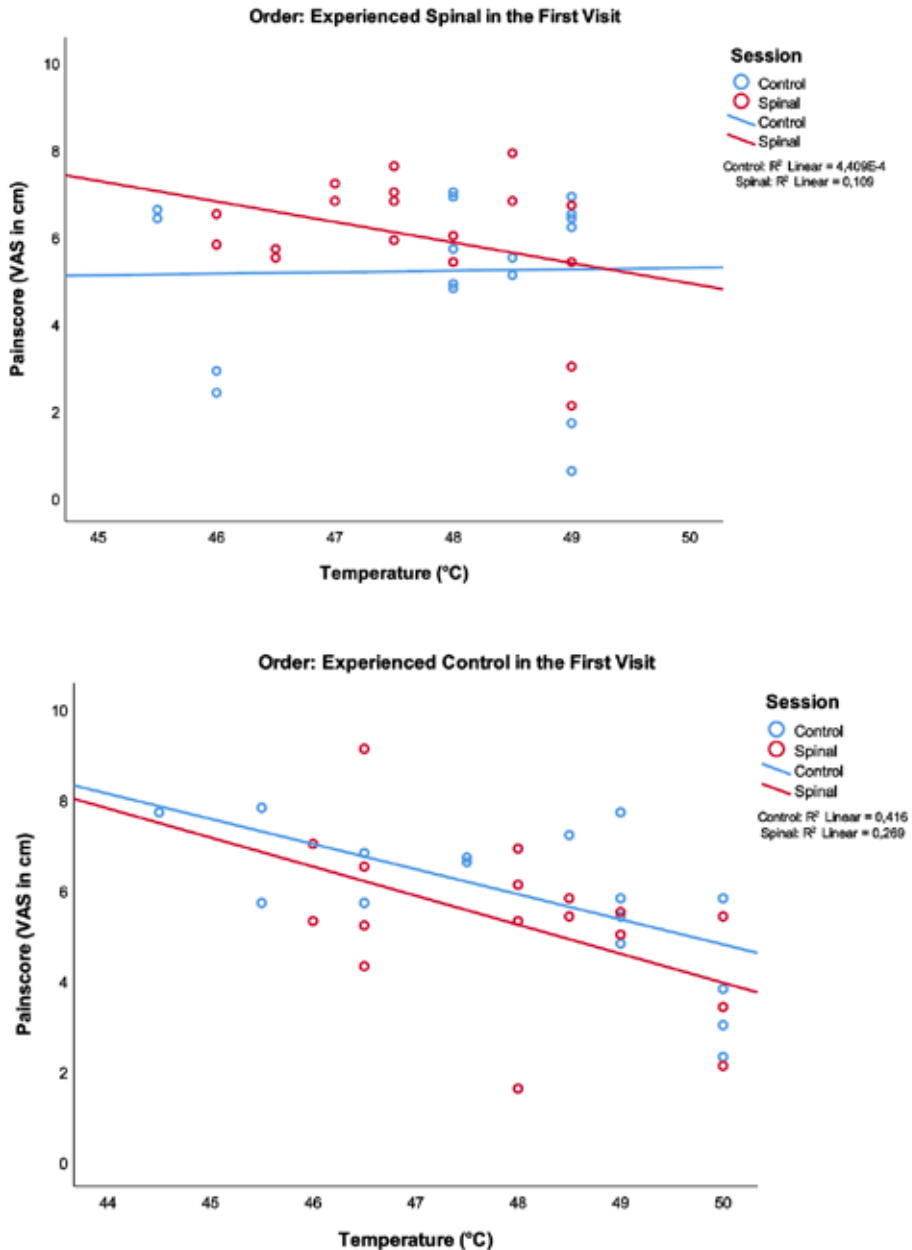 Order: Experienced Spinal in the First Visit
Session
Control
Spinal
Control
Spinal
Control: R² Linear = 4,409E-4
Spinal: R² Linear = 0,109
Painscore (VAS in cm)
10
8
6
4
2
0
45 46 47 48 49 50
Temperature (°C)
Order: Experienced Control in the First Visit
Session
Control
Spinal
Control
Spinal
Control: R² Linear = 0,416
Spinal: R² Linear = 0,269
Painscore (VAS in cm)
10
8
6
4
2
0
44 45 46 47 48 49 50
Temperature (°C)